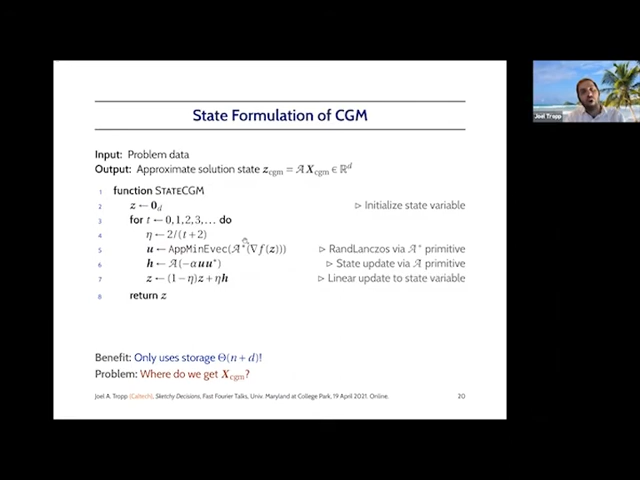 State Formulation of CGM
Input: Problem data
Output: Approximate solution state z_cgm = 𝒜X_cgm ∈ ℝ^d
1 function STATECGM
2 z ← 0_d ▷ Initialize state variable
3 for t ← 0, 1, 2, 3, … do
4 η ← 2/(t + 2)
5 u ← AppMinEvec(𝒜*(∇f(z))) ▷ RandLanczos via 𝒜* primitive
6 h ← 𝒜(−αuu*) ▷ State update via 𝒜 primitive
7 z ← (1 − η)z + ηh ▷ Linear update to state variable
8 return z
Benefit: Only uses storage Θ(n + d)!
Problem: Where do we get X_cgm?
Joel A. Tropp (Caltech), Sketchy Decisions, Fast Fourier Talks, Univ. Maryland at College Park, 19 April 2021. Online. 20
Joel Tropp